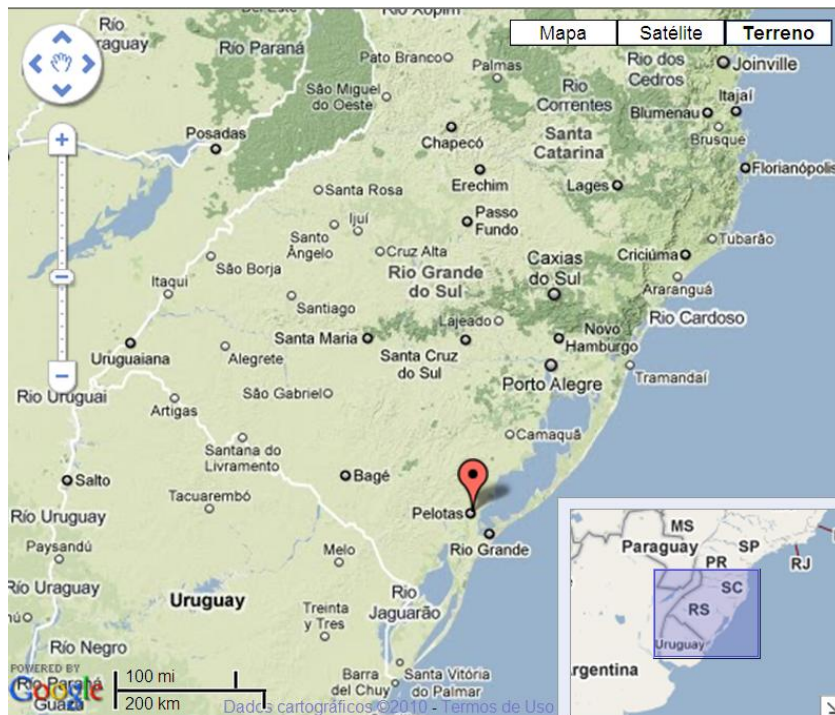 Rio Xopim
Mapa
Satélite
Terreno
Río Paraná
Pato Branco
Palmas
Rio dos
Cedros
Joinville
São Miguel
do Oeste
Rio
Correntes
Itajaí
Blumenau
Posadas
Chapecó
Santa
Catarina
Brusque
Florianópolis
Santa Rosa
Erechim
Lages
Ijuí
Passo
Fundo
Santo
Ângelo
Cruz Alta
Caxias
do Sul
Criciúma
Tubarão
São Borja
Rio Grande
do Sul
Itaqui
Araranguá
Santiago
Lajeado
Rio Cardoso
Uruguaiana
Santa Maria
Novo
Hamburgo
Alegrete
Santa Cruz
do Sul
Porto Alegre
Tramandaí
Rio Uruguai
São Gabriel
Artigas
Camaquã
Santana do
Livramento
Salto
Bagé
Tacuarembó
Pelotas
Río Uruguay
Rio Grande
Paysandú
Melo
Río Uraguay
Uruguay
Rio
Jaguarão
Treinta
y Tres
Río Negro
Barra
del Chuy
Santa Vitória
do Palmar
MS
Paraguay
SP
PR
RJ
SC
RS
Uruguay
rgentina
POWERED BY
Google
100 mi
200 km
Dados cartográficos ©2010 - Termos de Uso